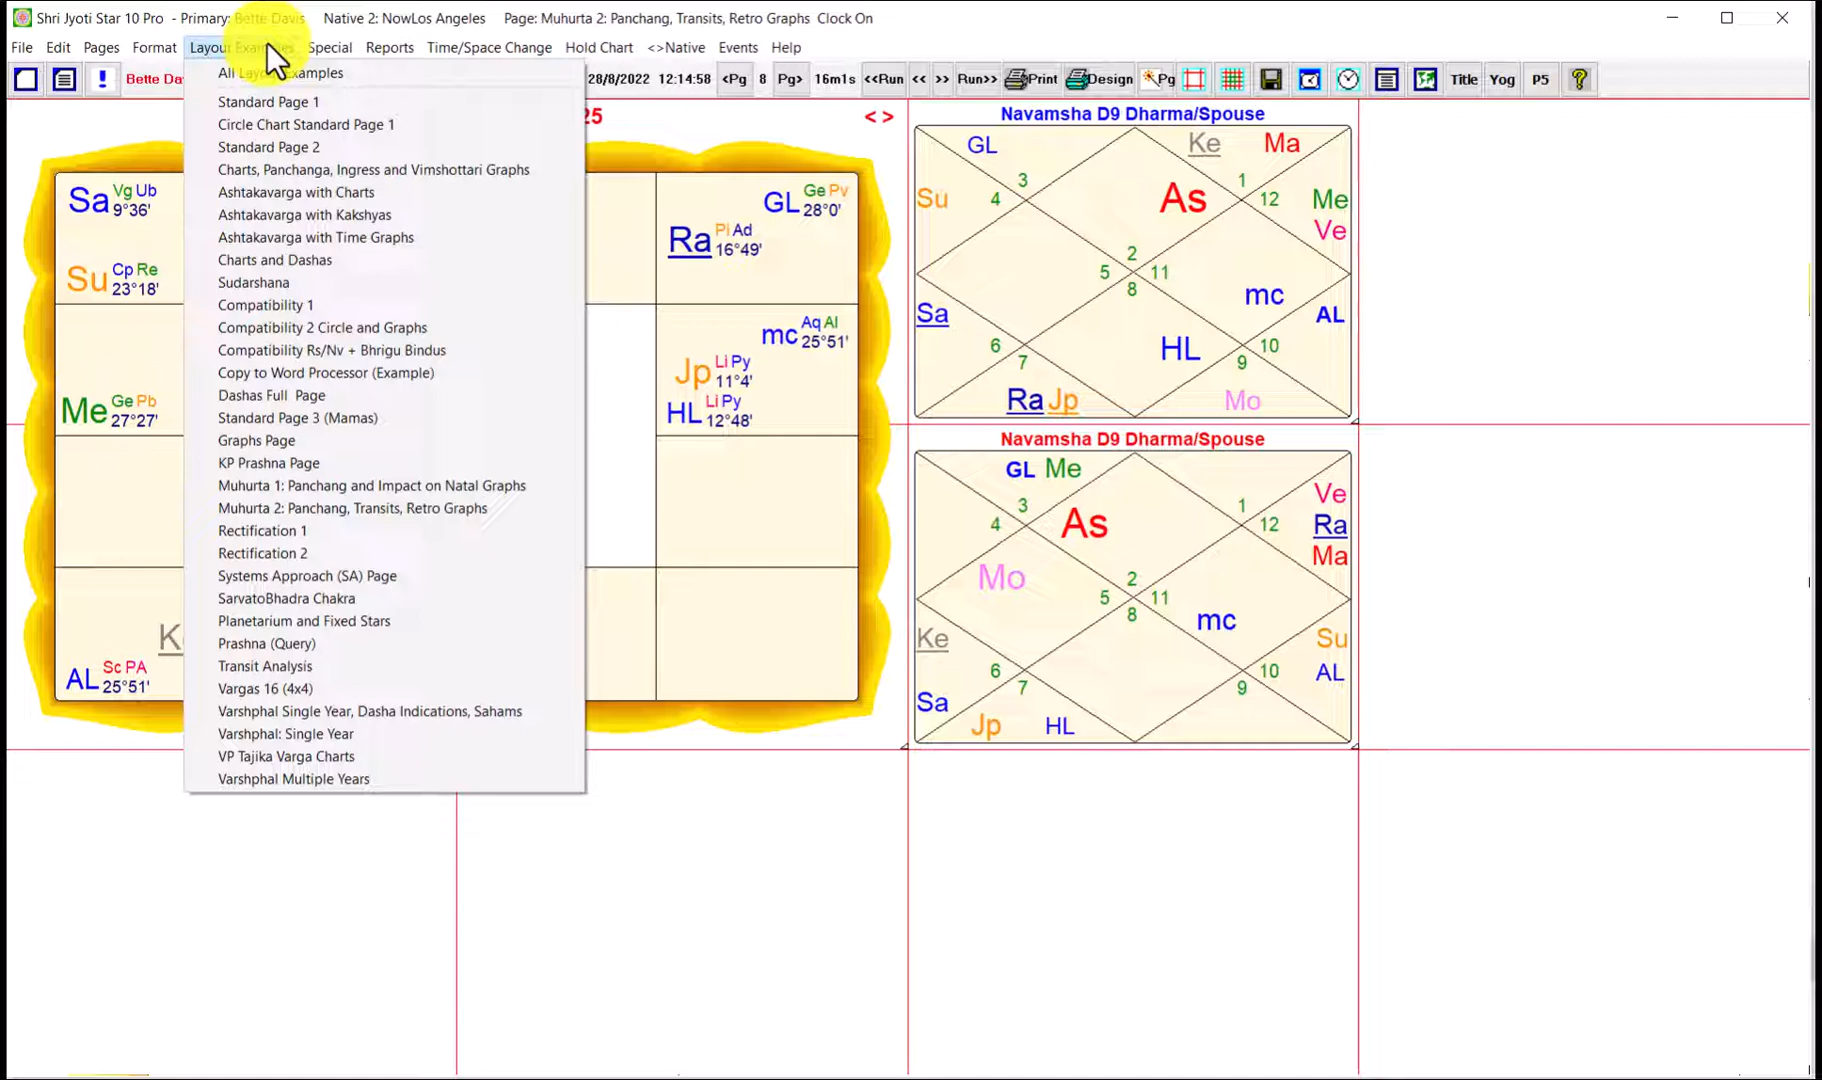 Shri Jyoti Star 10 Pro - Primary: Bette Davis Native 2: NowLos Angeles Page: Muhurta 2: Panchang, Transits, Retro Graphs Clock On
File Edit Pages Format Layout Examples Special Reports Time/Space Change Hold Chart <>Native Events Help
! Bette Da 28/8/2022 12:14:58 <Pg 8 Pg> 16m1s <<Run << >> Run>> Print Design Pg Title Yog P5 ?
All Layout Examples
Standard Page 1
Circle Chart Standard Page 1
Standard Page 2
Charts, Panchanga, Ingress and Vimshottari Graphs
Ashtakavarga with Charts
Ashtakavarga with Kakshyas
Ashtakavarga with Time Graphs
Charts and Dashas
Sudarshana
Compatibility 1
Compatibility 2 Circle and Graphs
Compatibility Rs/Nv + Bhrigu Bindus
Copy to Word Processor (Example)
Dashas Full Page
Standard Page 3 (Mamas)
Graphs Page
KP Prashna Page
Muhurta 1: Panchang and Impact on Natal Graphs
Muhurta 2: Panchang, Transits, Retro Graphs
Rectification 1
Rectification 2
Systems Approach (SA) Page
SarvatoBhadra Chakra
Planetarium and Fixed Stars
Prashna (Query)
Transit Analysis
Vargas 16 (4x4)
Varshphal Single Year, Dasha Indications, Sahams
Varshphal: Single Year
VP Tajika Varga Charts
Varshphal Multiple Years
25 < >
Sa Vg Ub 9°36'
Su Cp Re 23°18'
Me Ge Pb 27°27'
AL Sc PA 25°51'
GL Ge Pv 28°0'
Ra Pi Ad 16°49'
mc Aq Al 25°51'
Jp Li Py 11°4'
HL Li Py 12°48'
Navamsha D9 Dharma/Spouse
GL Ke Ma
3 1
Su 4 As 12 Me
Ve
2
5 11
8
mc
Sa AL
6 HL 10
7 9
Ra Jp Mo
Navamsha D9 Dharma/Spouse
GL Me
Ve
3 1
4 As 12 Ra
Ma
Mo
2
5 11
8 mc
Ke Su
6 10 AL
7 9
Sa
Jp HL